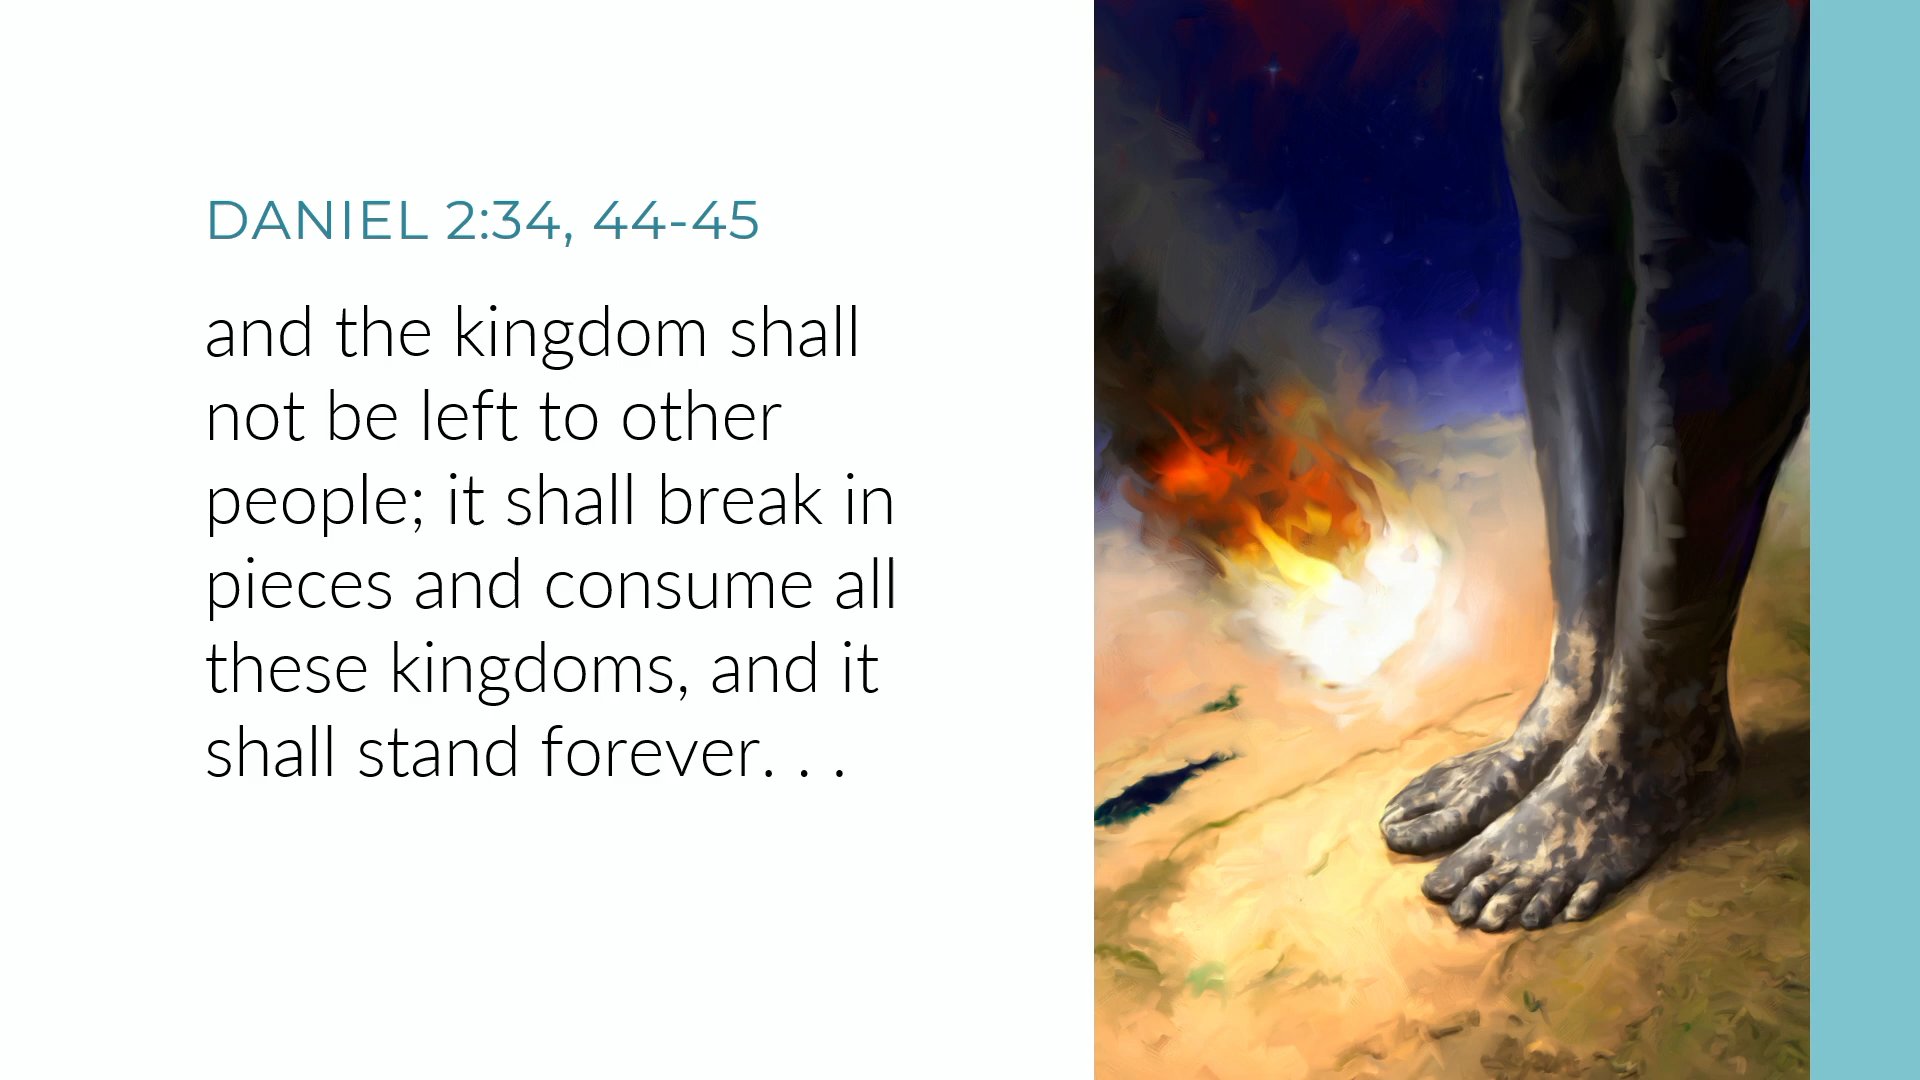 DANIEL 2:34, 44-45
and the kingdom shall
not be left to other
people; it shall break in
pieces and consume all
these kingdoms, and it
shall stand forever. . .